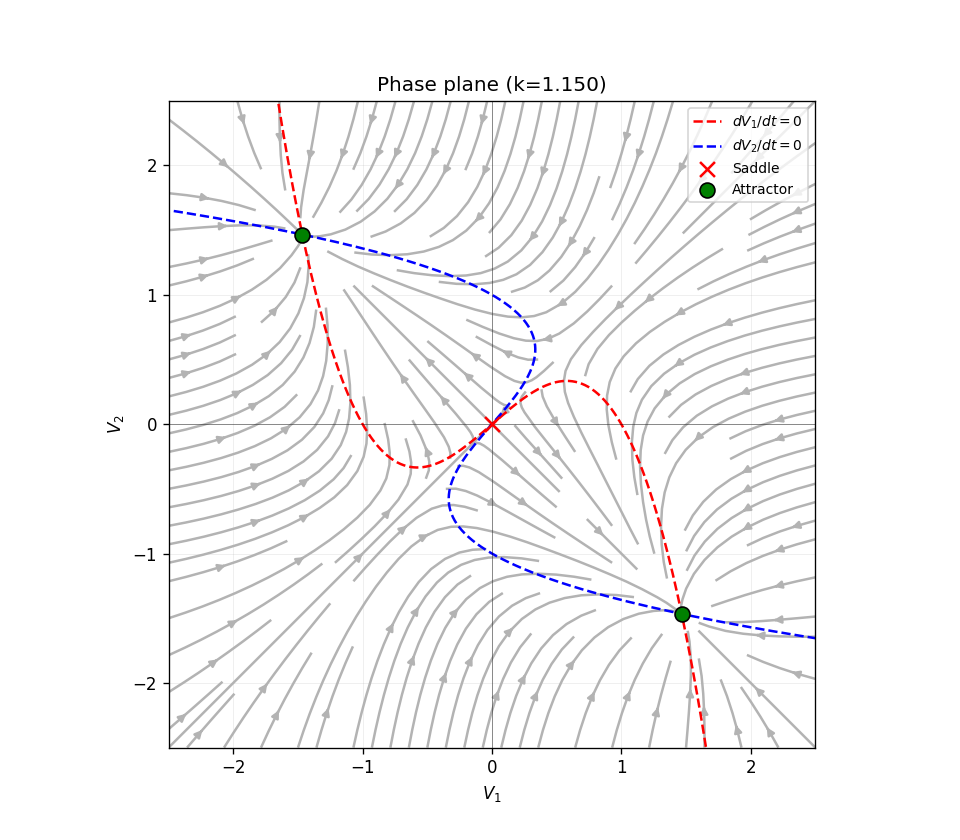 Phase plane (k=1.150)
dV₁/dt = 0
dV₂/dt = 0
Saddle
Attractor
2
1
0
−1
−2
V₂
−2 −1 0 1 2
V₁